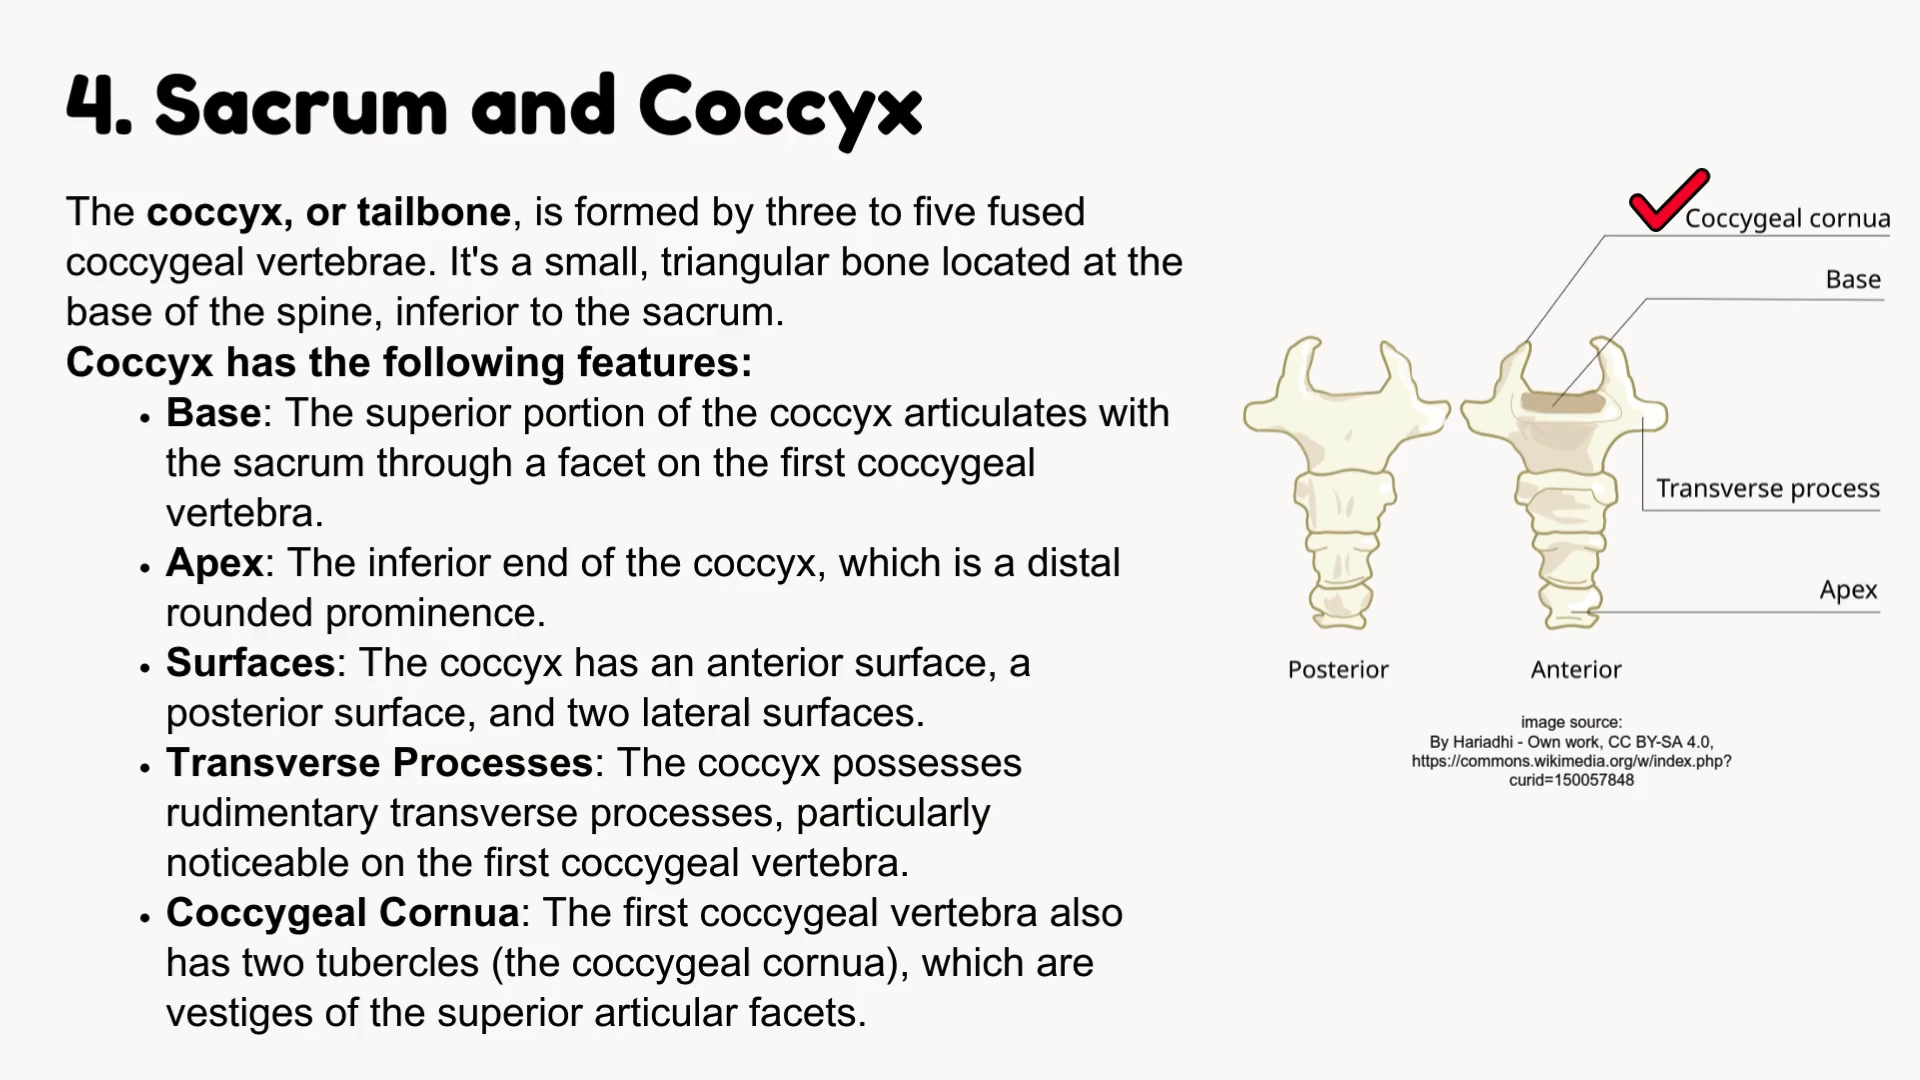 4. Sacrum and Coccyx
The coccyx, or tailbone, is formed by three to five fused
coccygeal vertebrae. It's a small, triangular bone located at the
base of the spine, inferior to the sacrum.
Coccyx has the following features:
• Base: The superior portion of the coccyx articulates with
the sacrum through a facet on the first coccygeal
vertebra.
• Apex: The inferior end of the coccyx, which is a distal
rounded prominence.
• Surfaces: The coccyx has an anterior surface, a
posterior surface, and two lateral surfaces.
• Transverse Processes: The coccyx possesses
rudimentary transverse processes, particularly
noticeable on the first coccygeal vertebra.
• Coccygeal Cornua: The first coccygeal vertebra also
has two tubercles (the coccygeal cornua), which are
vestiges of the superior articular facets.
Coccygeal cornua
Base
Transverse process
Apex
Posterior
Anterior
image source:
By Hariadhi - Own work, CC BY-SA 4.0,
https://commons.wikimedia.org/w/index.php?
curid=150057848